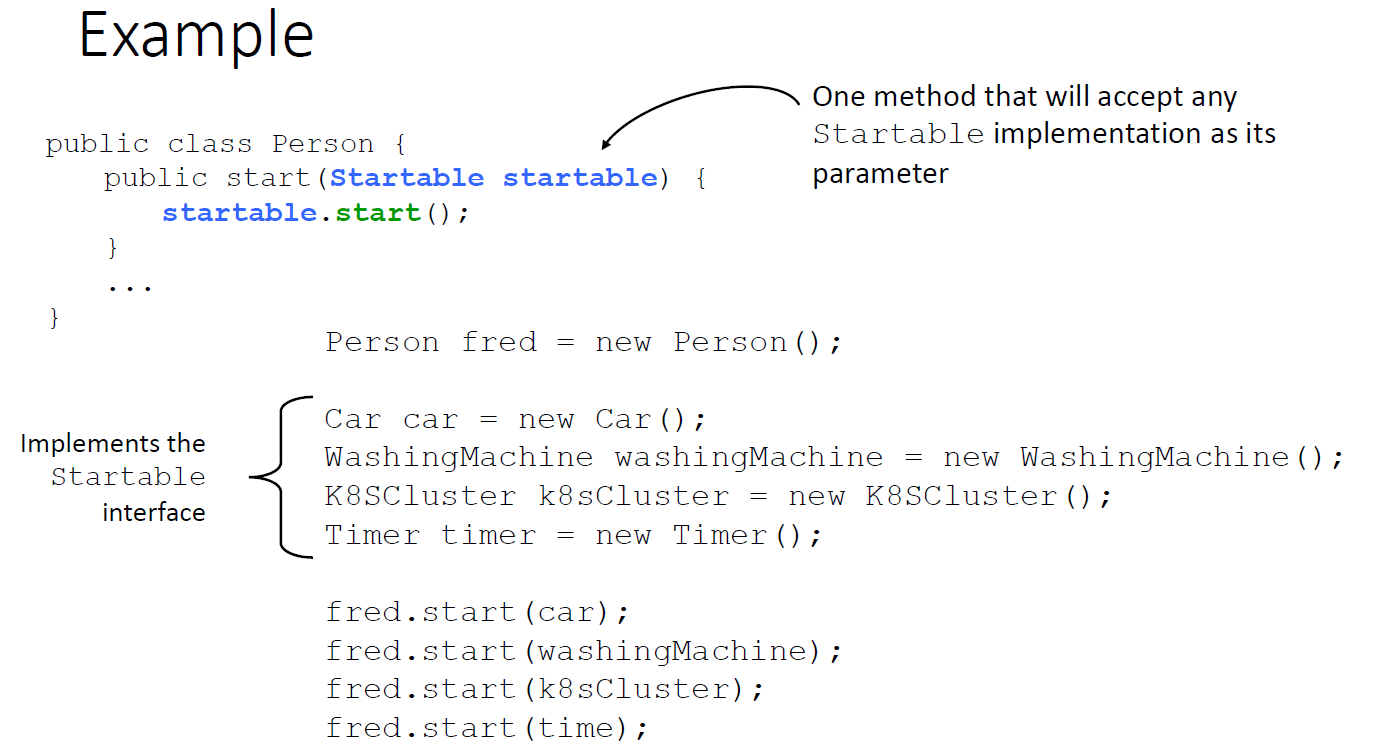 Example
One method that will accept any
Startable implementation as its
parameter
public class Person {
public start(Startable startable) {
startable.start();
}
...
}
Person fred = new Person();
Implements the
Startable
interface
Car car = new Car();
WashingMachine washingMachine = new WashingMachine();
K8SCluster k8sCluster = new K8SCluster();
Timer timer = new Timer();
fred.start(car);
fred.start(washingMachine);
fred.start(k8sCluster);
fred.start(time);